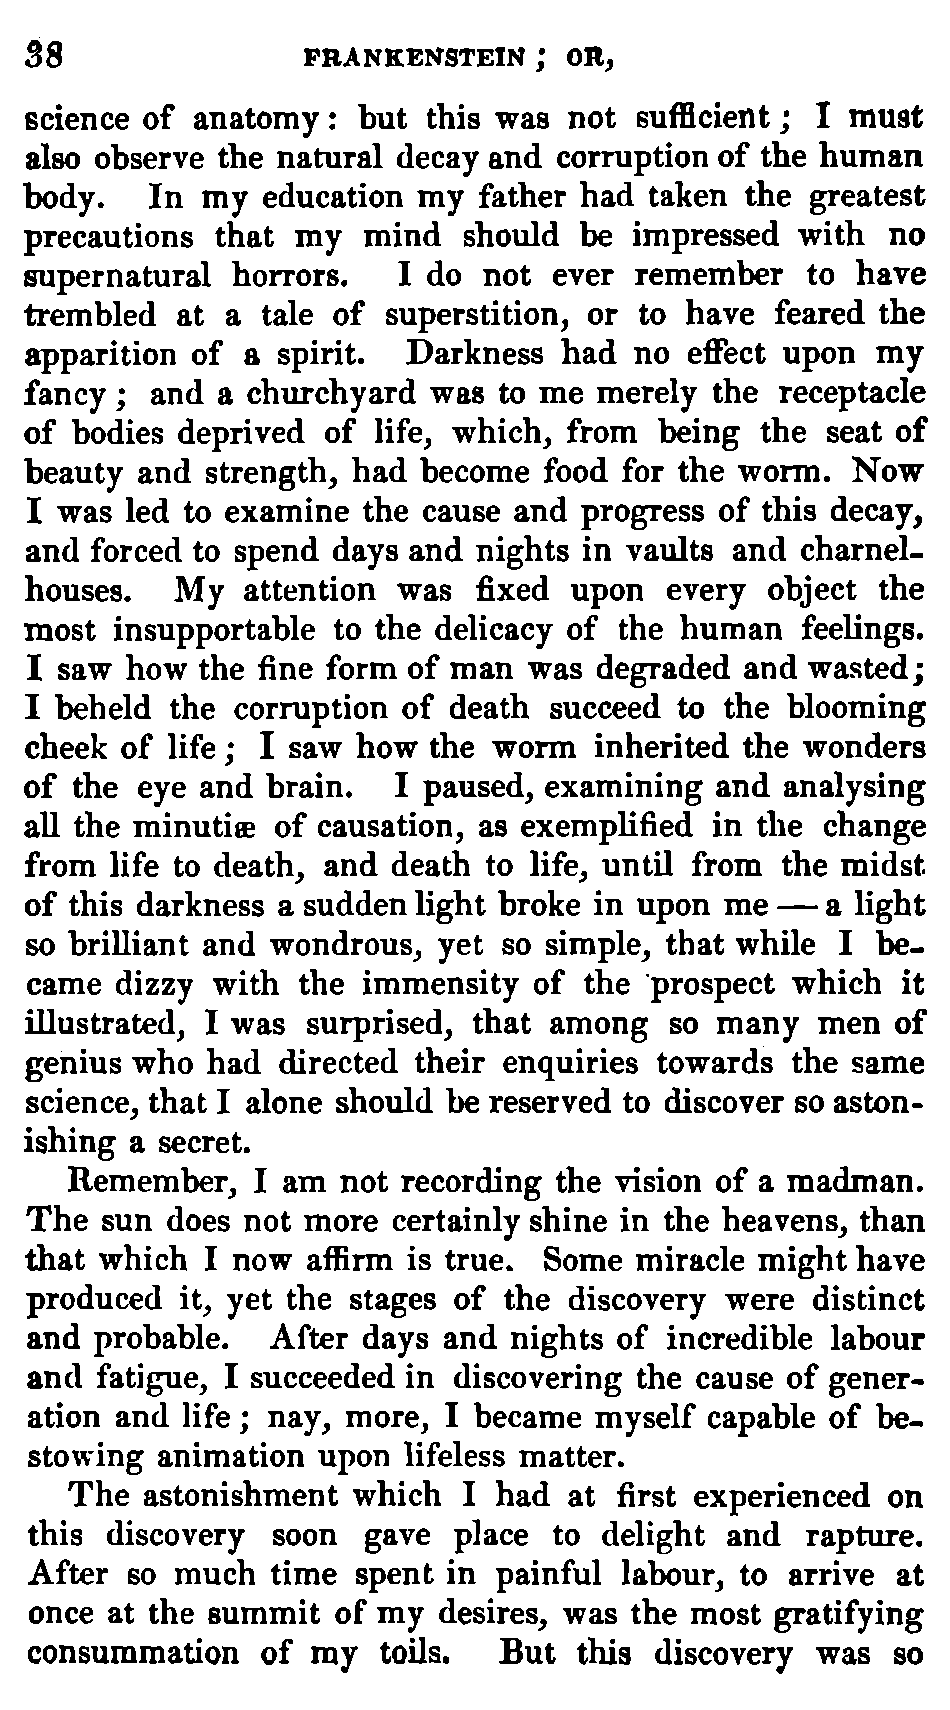 38 FRANKENSTEIN ; OR,
science of anatomy : but this was not sufficient ; I must
also observe the natural decay and corruption of the human
body. In my education my father had taken the greatest
precautions that my mind should be impressed with no
supernatural horrors. I do not ever remember to have
trembled at a tale of superstition, or to have feared the
apparition of a spirit. Darkness had no effect upon my
fancy ; and a churchyard was to me merely the receptacle
of bodies deprived of life, which, from being the seat of
beauty and strength, had become food for the worm. Now
I was led to examine the cause and progress of this decay,
and forced to spend days and nights in vaults and charnel-
houses. My attention was fixed upon every object the
most insupportable to the delicacy of the human feelings.
I saw how the fine form of man was degraded and wasted;
I beheld the corruption of death succeed to the blooming
cheek of life ; I saw how the worm inherited the wonders
of the eye and brain. I paused, examining and analysing
all the minutiæ of causation, as exemplified in the change
from life to death, and death to life, until from the midst
of this darkness a sudden light broke in upon me — a light
so brilliant and wondrous, yet so simple, that while I be-
came dizzy with the immensity of the prospect which it
illustrated, I was surprised, that among so many men of
genius who had directed their enquiries towards the same
science, that I alone should be reserved to discover so aston-
ishing a secret.
Remember, I am not recording the vision of a madman.
The sun does not more certainly shine in the heavens, than
that which I now affirm is true. Some miracle might have
produced it, yet the stages of the discovery were distinct
and probable. After days and nights of incredible labour
and fatigue, I succeeded in discovering the cause of gener-
ation and life ; nay, more, I became myself capable of be-
stowing animation upon lifeless matter.
The astonishment which I had at first experienced on
this discovery soon gave place to delight and rapture.
After so much time spent in painful labour, to arrive at
once at the summit of my desires, was the most gratifying
consummation of my toils. But this discovery was so